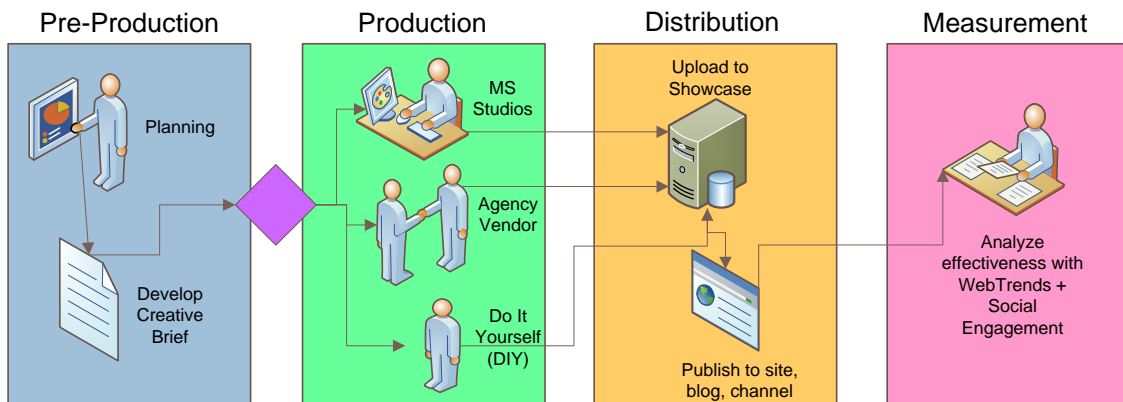 Pre-Production
Production
Distribution
Measurement
Planning
Develop
Creative
Brief
MS
Studios
Agency
Vendor
Do It
Yourself
(DIY)
Upload to
Showcase
Publish to site,
blog, channel
Analyze
effectiveness with
WebTrends +
Social
Engagement